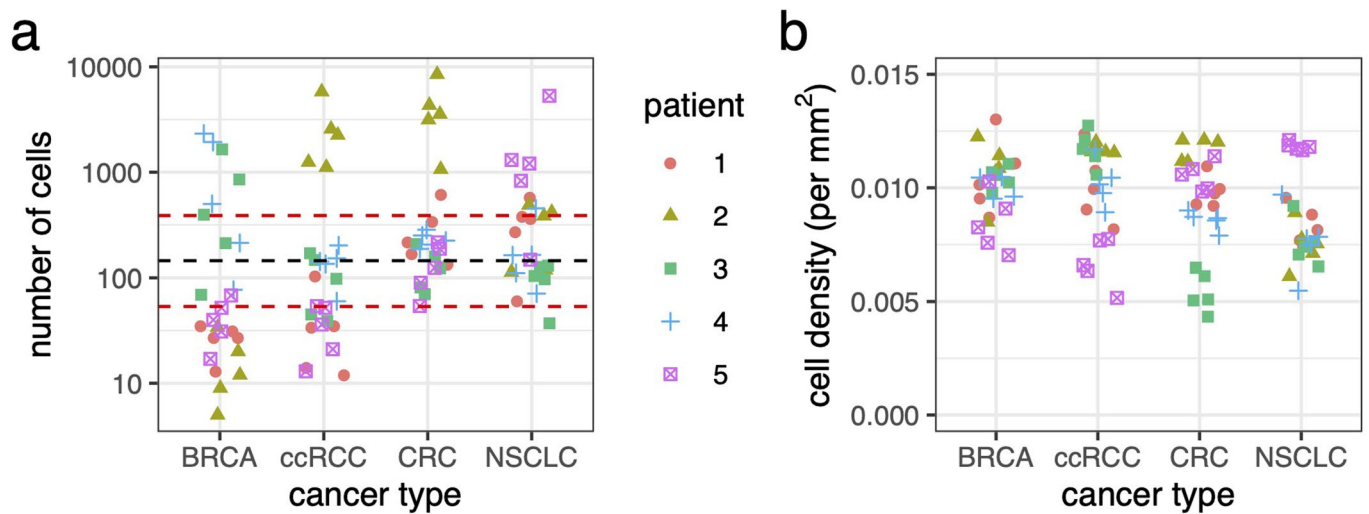 a
10000
1000
100
10
number of cells
BRCA ccRCC CRC NSCLC
cancer type
patient
1
2
3
4
5
b
0.015
0.010
0.005
0.000
cell density (per mm²)
BRCA ccRCC CRC NSCLC
cancer type